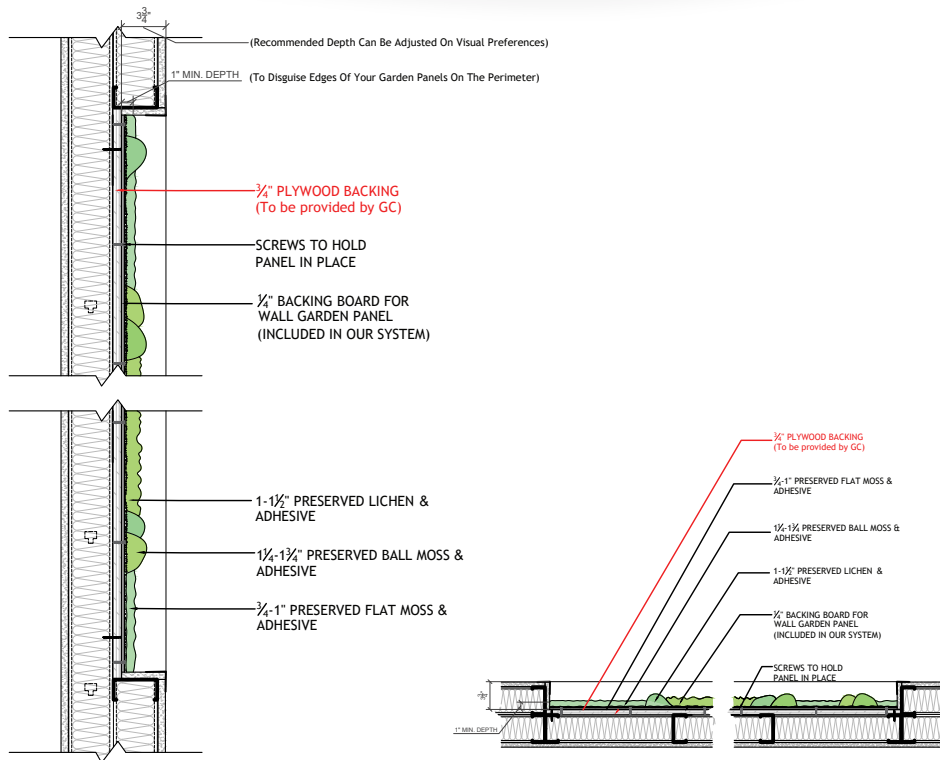 3¾"
(Recommended Depth Can Be Adjusted On Visual Preferences)
1" MIN. DEPTH
(To Disguise Edges Of Your Garden Panels On The Perimeter)
¾" PLYWOOD BACKING
(To be provided by GC)
SCREWS TO HOLD
PANEL IN PLACE
¼" BACKING BOARD FOR
WALL GARDEN PANEL
(INCLUDED IN OUR SYSTEM)
1-1½" PRESERVED LICHEN &
ADHESIVE
1¼-1¾" PRESERVED BALL MOSS &
ADHESIVE
¾-1" PRESERVED FLAT MOSS &
ADHESIVE
¾" PLYWOOD BACKING
(To be provided by GC)
¾-1" PRESERVED FLAT MOSS &
ADHESIVE
1¼-1¾ PRESERVED BALL MOSS &
ADHESIVE
1-1½" PRESERVED LICHEN &
ADHESIVE
¼" BACKING BOARD FOR
WALL GARDEN PANEL
(INCLUDED IN OUR SYSTEM)
SCREWS TO HOLD
PANEL IN PLACE
1" MIN. DEPTH